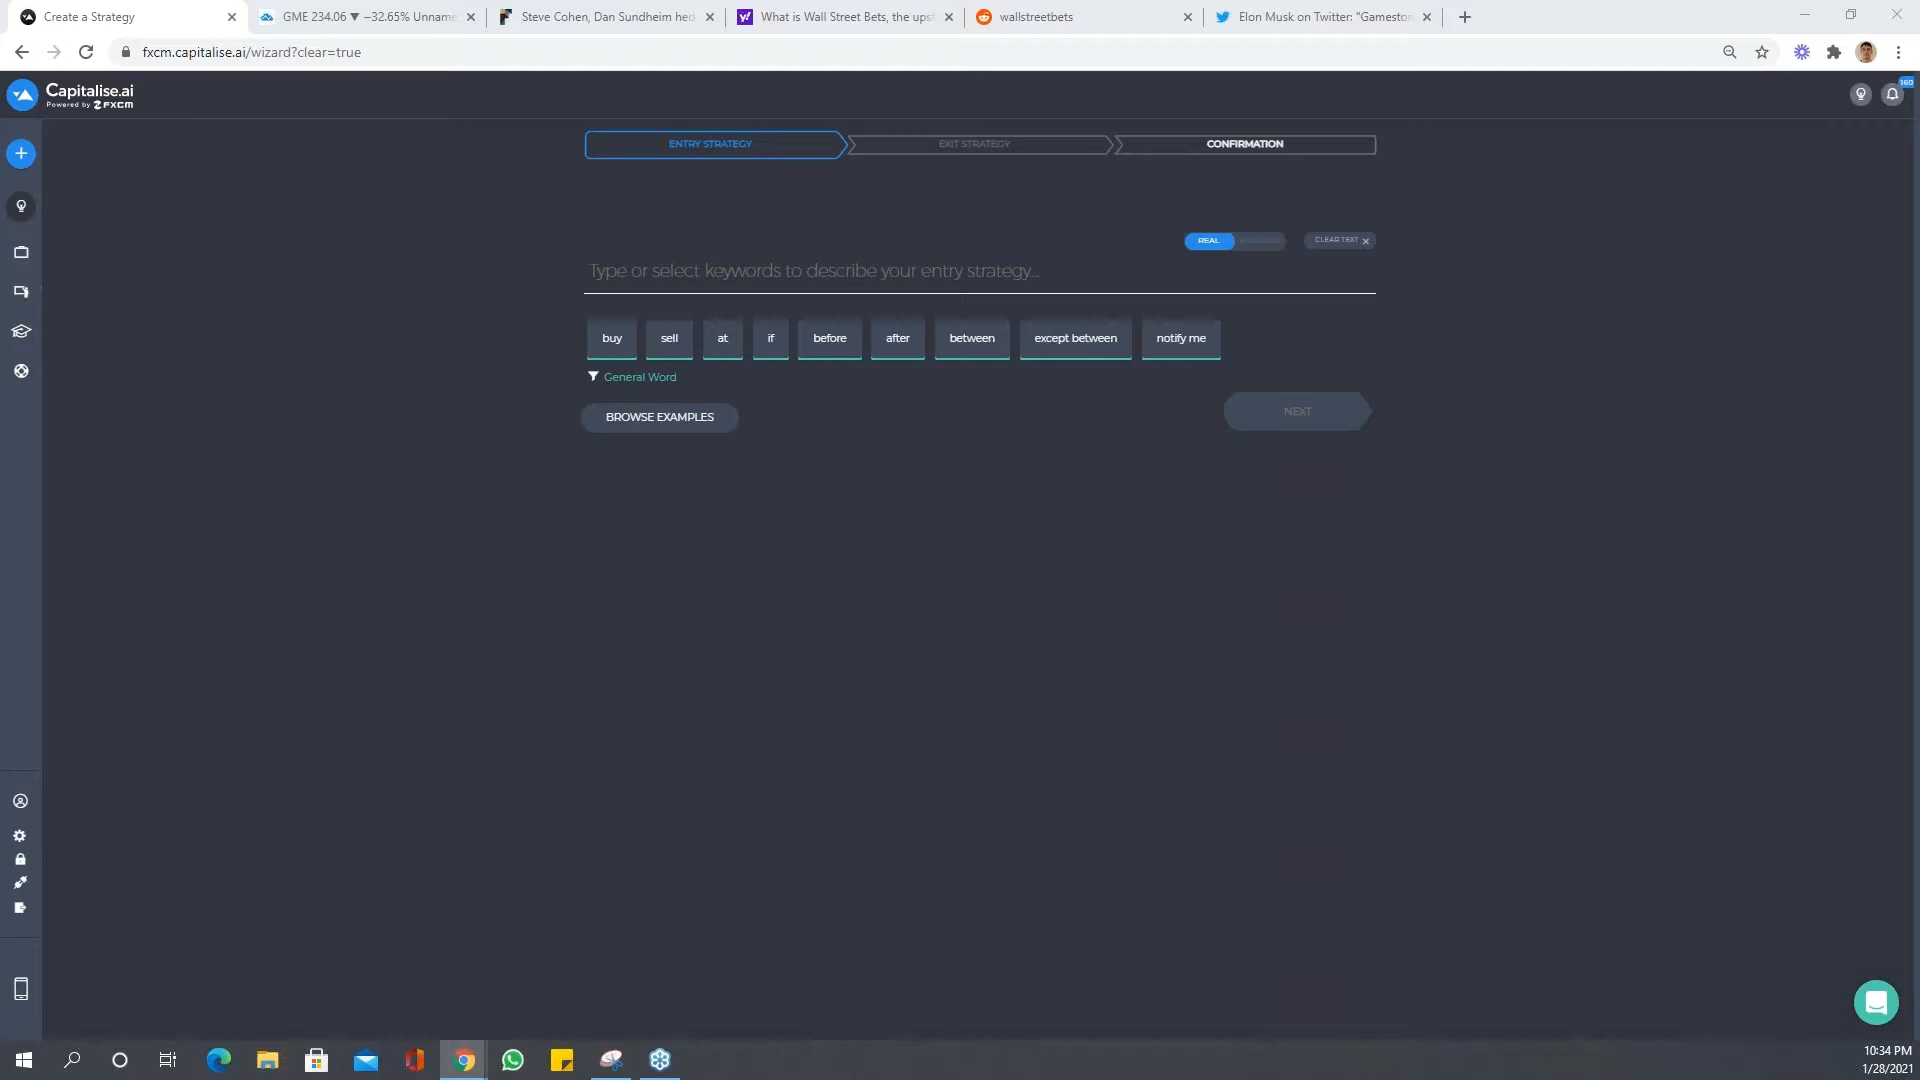 Create a Strategy
GME 234.06 ▼ −32.65% Unname
Steve Cohen, Dan Sundheim hed
What is Wall Street Bets, the upst
wallstreetbets
Elon Musk on Twitter: "Gameston
fxcm.capitalise.ai/wizard?clear=true
Capitalise.ai
Powered by FXCM
160
ENTRY STRATEGY
EXIT STRATEGY
CONFIRMATION
REAL
CLEAR TEXT
Type or select keywords to describe your entry strategy...
buy
sell
at
if
before
after
between
except between
notify me
General Word
BROWSE EXAMPLES
NEXT
10:34 PM
1/28/2021